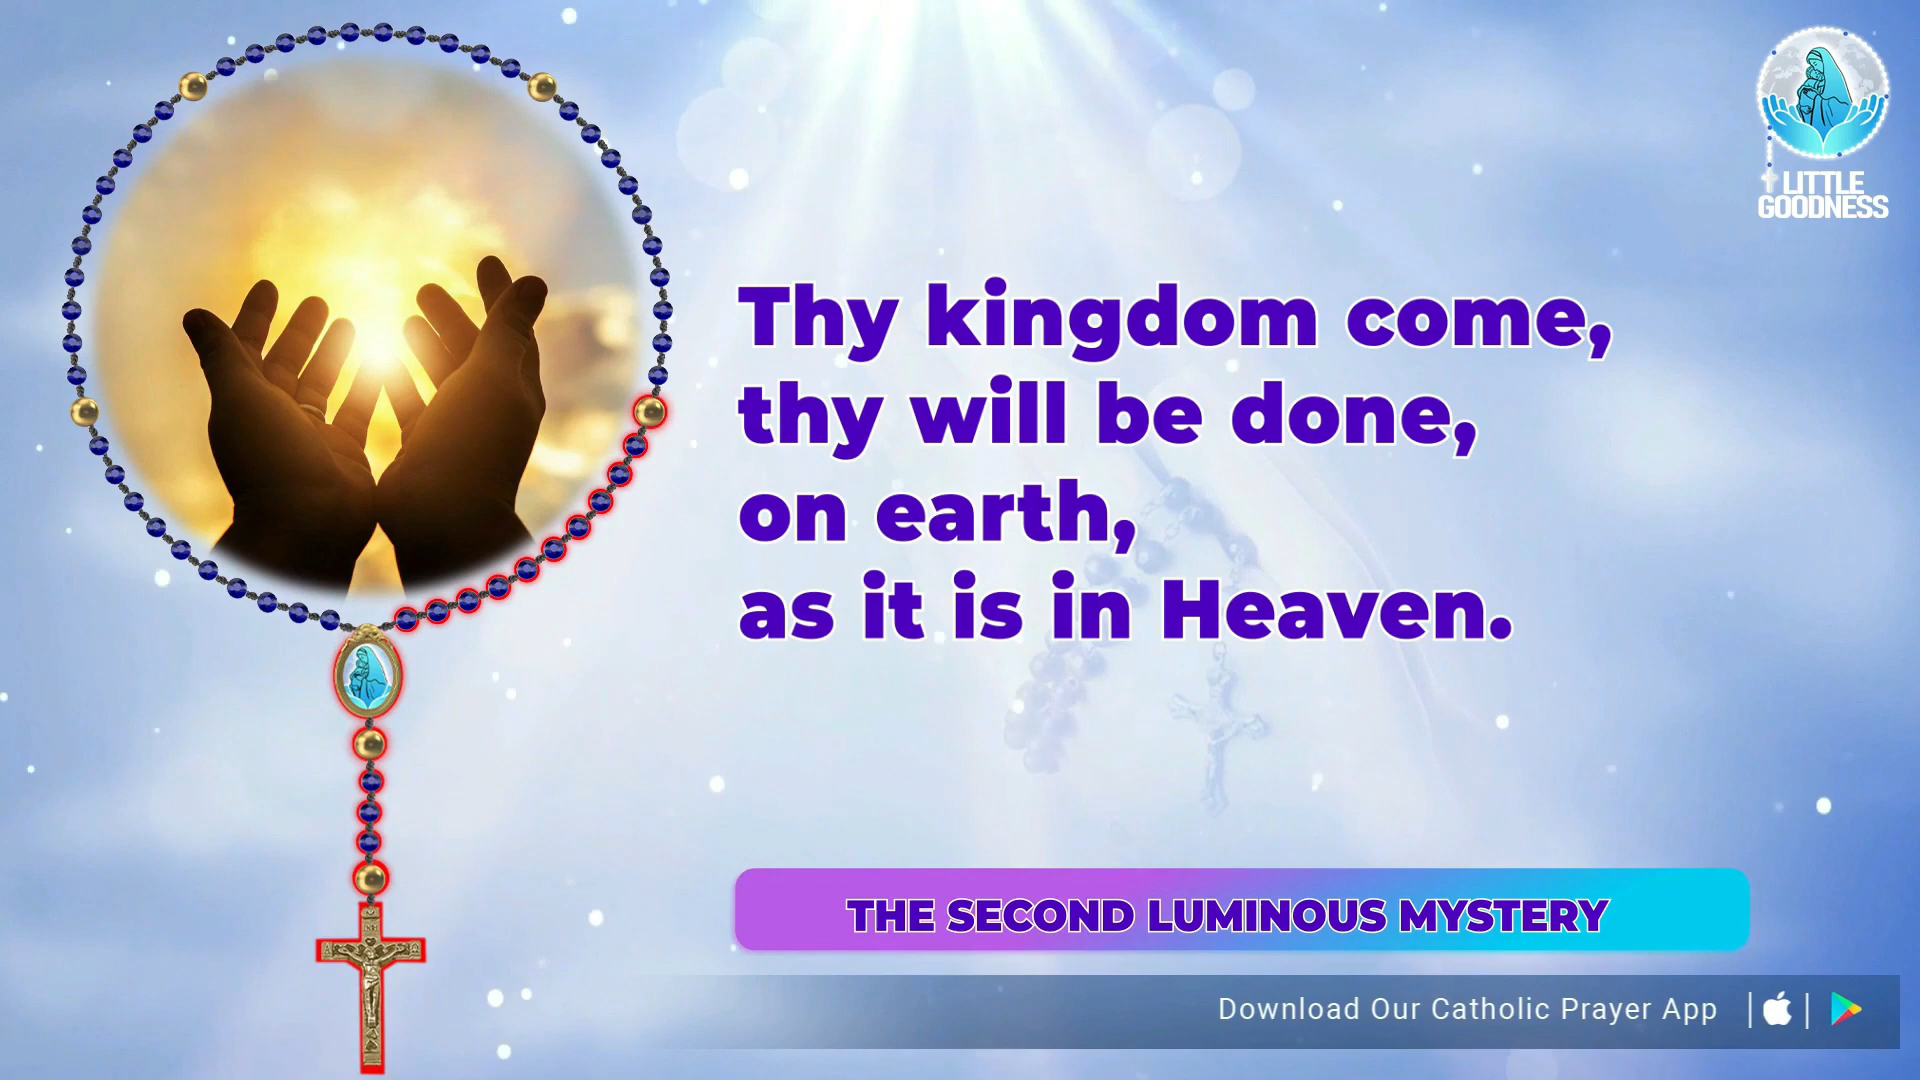 LITTLE
GOODNESS
Thy kingdom come,
thy will be done,
on earth,
as it is in Heaven.
THE SECOND LUMINOUS MYSTERY
Download Our Catholic Prayer App